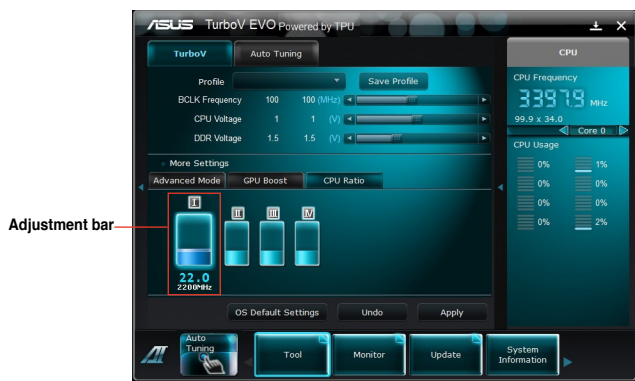 ASUS TurboV EVO Powered by TPU
TurboV
Auto Tuning
Profile
Save Profile
BCLK Frequency 100 100 (MHz)
CPU Voltage 1 1 (V)
DDR Voltage 1.5 1.5 (V)
More Settings
Advanced Mode
GPU Boost
CPU Ratio
I
II
III
IV
22.0
2200MHz
Adjustment bar
OS Default Settings
Undo
Apply
CPU
CPU Frequency
3397.9 MHz
99.9 x 34.0
Core 0
CPU Usage
0% 1%
0% 0%
0% 0%
0% 2%
Auto
Tuning
Tool
Monitor
Update
System
Information